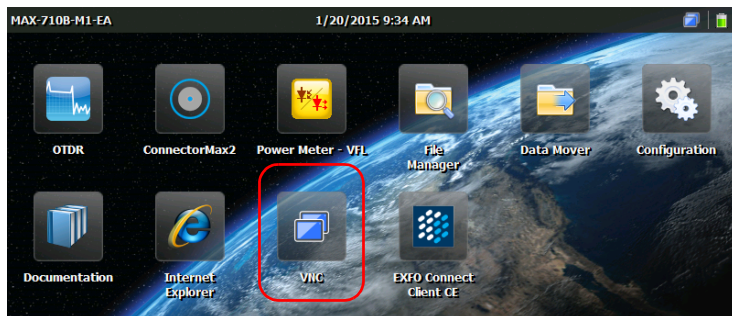 MAX-710B-M1-EA 1/20/2015 9:34 AM
OTDR ConnectorMax2 Power Meter - VFL File Manager Data Mover Configuration
Documentation Internet Explorer VNC EXFO Connect Client CE